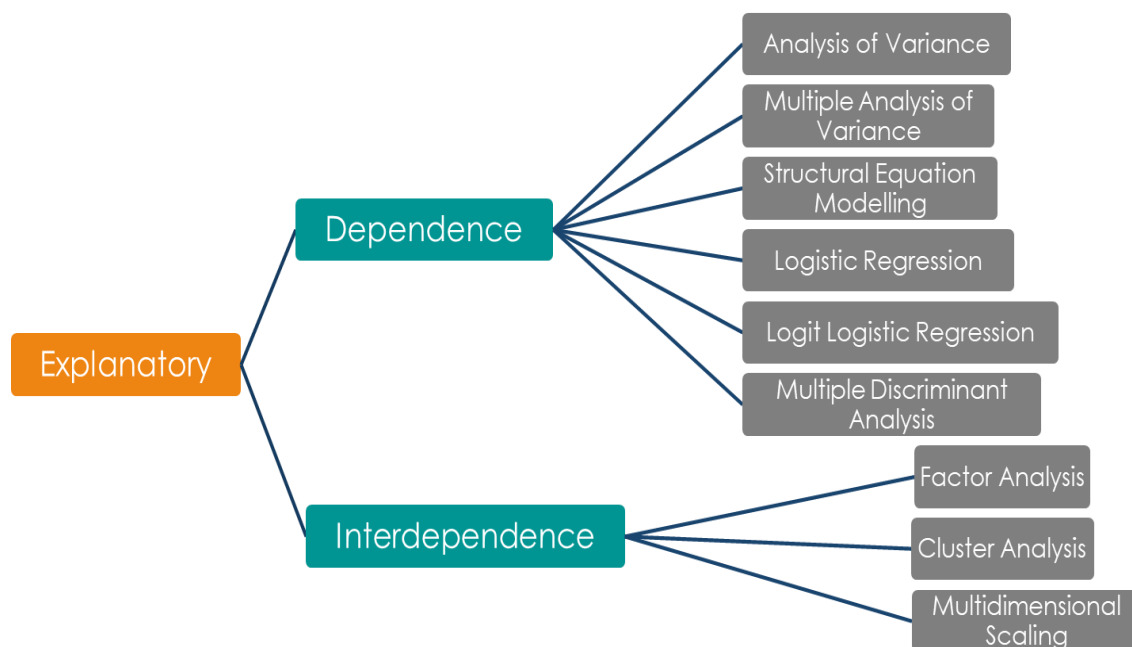 Explanatory
Dependence
Analysis of Variance
Multiple Analysis of
Variance
Structural Equation
Modelling
Logistic Regression
Logit Logistic Regression
Multiple Discriminant
Analysis
Interdependence
Factor Analysis
Cluster Analysis
Multidimensional
Scaling